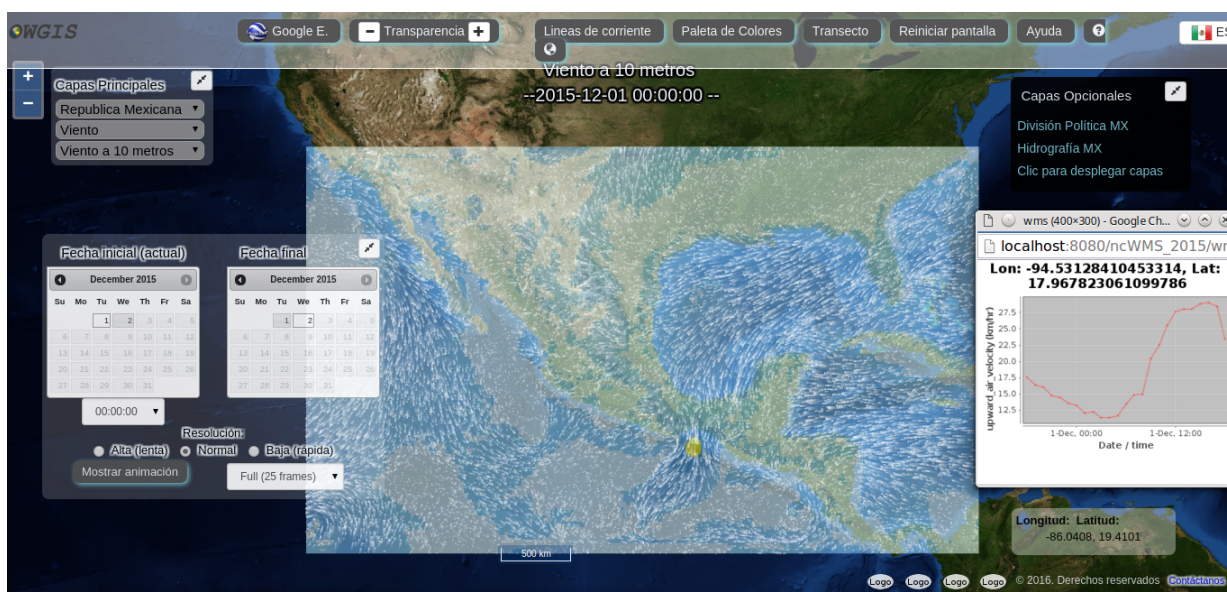 OWGIS
Google E.
− Transparencia +
Lineas de corriente
Paleta de Colores
Transecto
Reiniciar pantalla
Ayuda
?
ES
+
−
Viento a 10 metros
--2015-12-01 00:00:00 --
Capas Principales
Republica Mexicana
Viento
Viento a 10 metros
Capas Opcionales
División Política MX
Hidrografía MX
Clic para desplegar capas
Fecha inicial (actual)
December 2015
Su Mo Tu We Th Fr Sa
1 2 3 4 5
6 7 8 9 10 11 12
13 14 15 16 17 18 19
20 21 22 23 24 25 26
27 28 29 30 31
00:00:00
Fecha final
December 2015
Su Mo Tu We Th Fr Sa
1 2 3 4 5
6 7 8 9 10 11 12
13 14 15 16 17 18 19
20 21 22 23 24 25 26
27 28 29 30 31
Resolución:
Alta (lenta) Normal Baja (rápida)
Mostrar animación
Full (25 frames)
wms (400×300) - Google Ch...
localhost:8080/ncWMS_2015/wm
Lon: -94.53128410453314, Lat:
17.967823061099786
upward_air_velocity (km/hr)
27.5
25.0
22.5
20.0
17.5
15.0
12.5
1-Dec, 00:00 1-Dec, 12:00
Date / time
500 km
Longitud: Latitud:
-86.0408, 19.4101
Logo Logo Logo Logo
© 2016. Derechos reservados Contáctanos